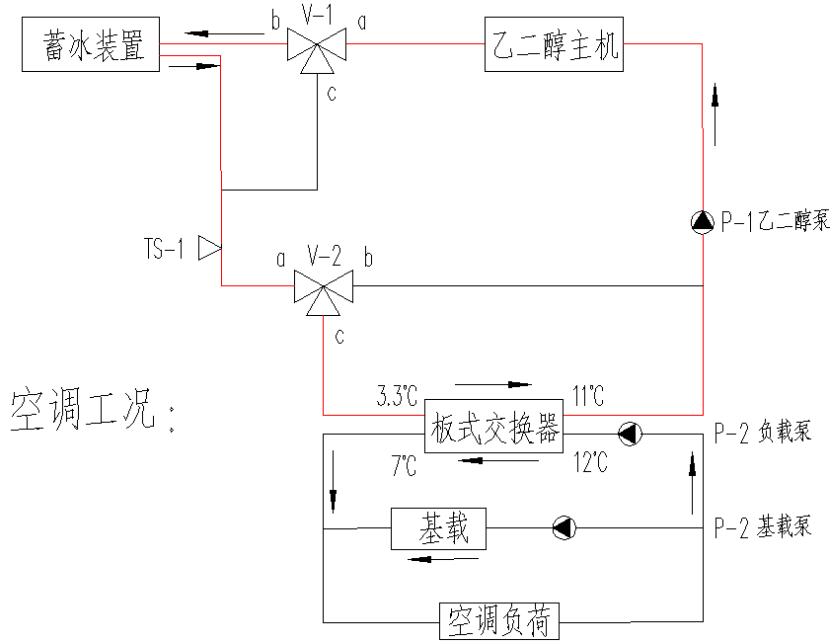 b V-1 a
蓄冰装置
乙二醇主机
c
P-1乙二醇泵
TS-1
a V-2 b
c
空调工况：
3.3℃
11℃
板式交换器
P-2 负载泵
7℃
12℃
基载
P-2 基载泵
空调负荷